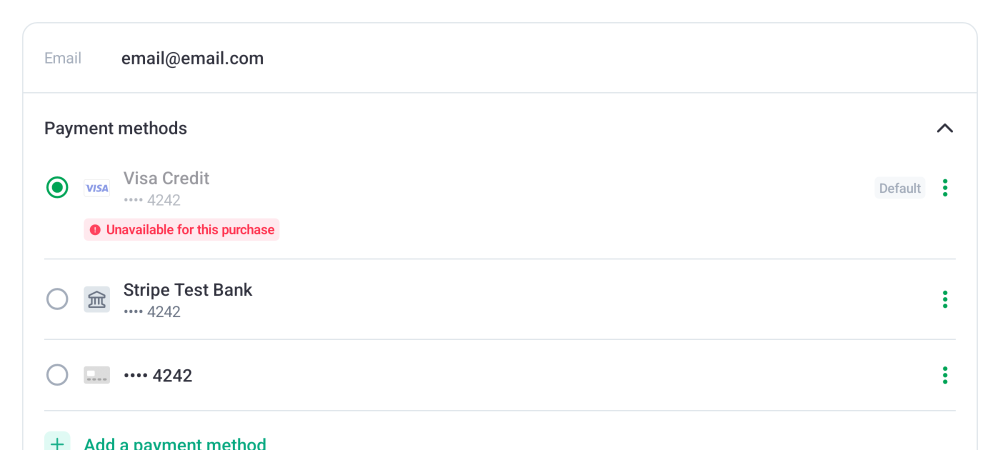 Email email@email.com
Payment methods
VISA Visa Credit Default
•••• 4242
Unavailable for this purchase
Stripe Test Bank
•••• 4242
•••• 4242
Add a payment method